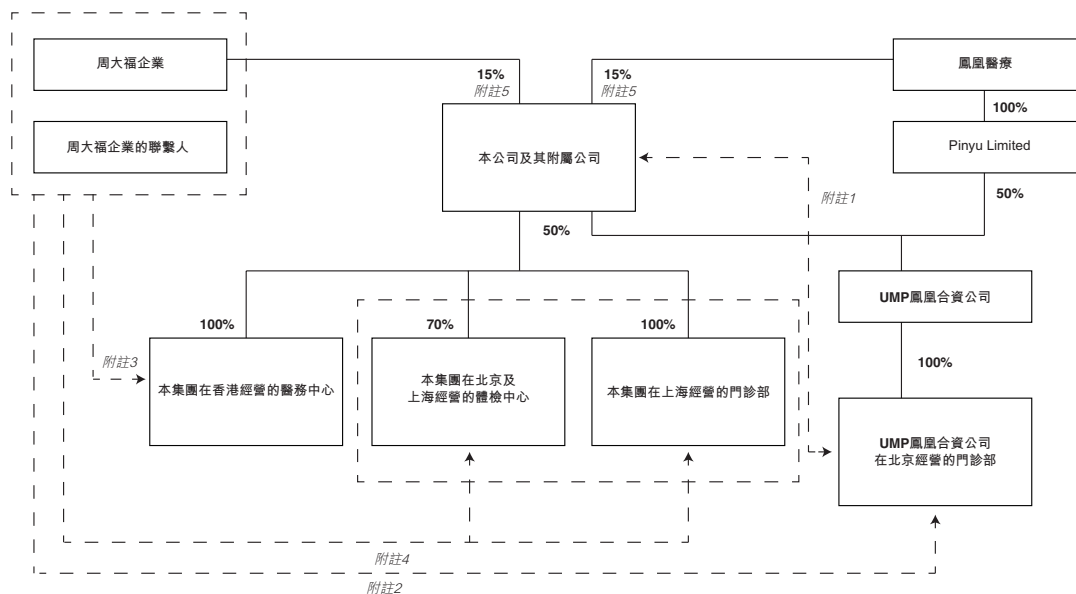 周大福企業
鳳凰醫療
15%
附註5
15%
附註5
100%
周大福企業的聯繫人
本公司及其附屬公司
Pinyu Limited
附註1
50%
50%
UMP鳳凰合資公司
100%
70%
100%
100%
附註3
本集團在香港經營的醫務中心
本集團在北京及
上海經營的體檢中心
本集團在上海經營的門診部
UMP鳳凰合資公司
在北京經營的門診部
附註4
附註2